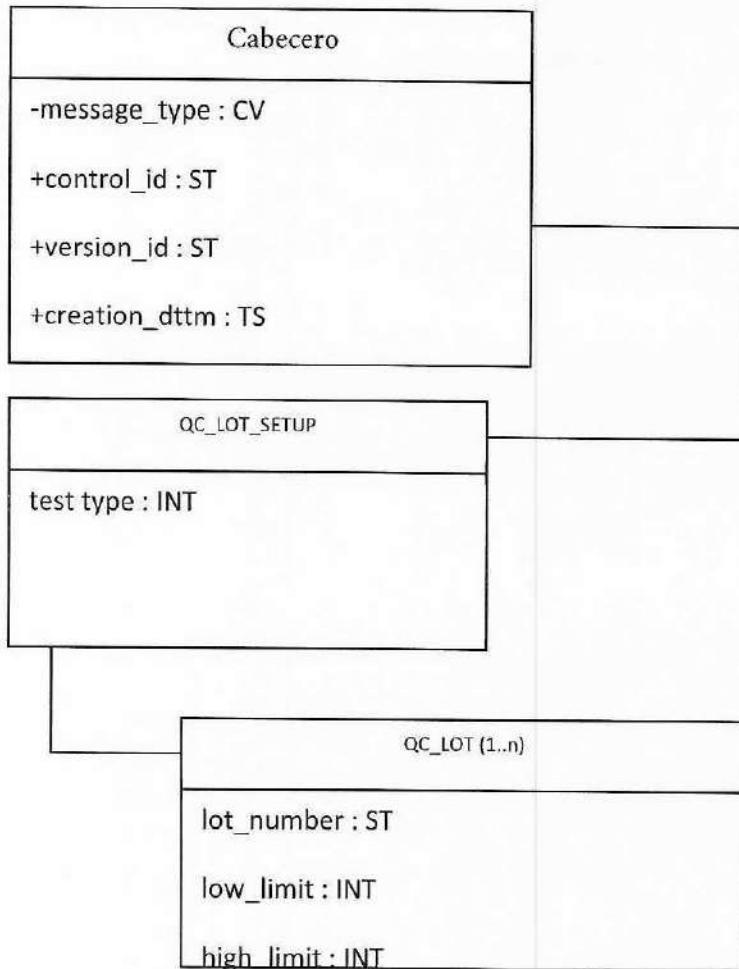 Cabecero
-message_type : CV
+control_id : ST
+version_id : ST
+creation_dttm : TS
QC_LOT_SETUP
test type : INT
QC_LOT (1..n)
lot_number : ST
low_limit : INT
high_limit : INT